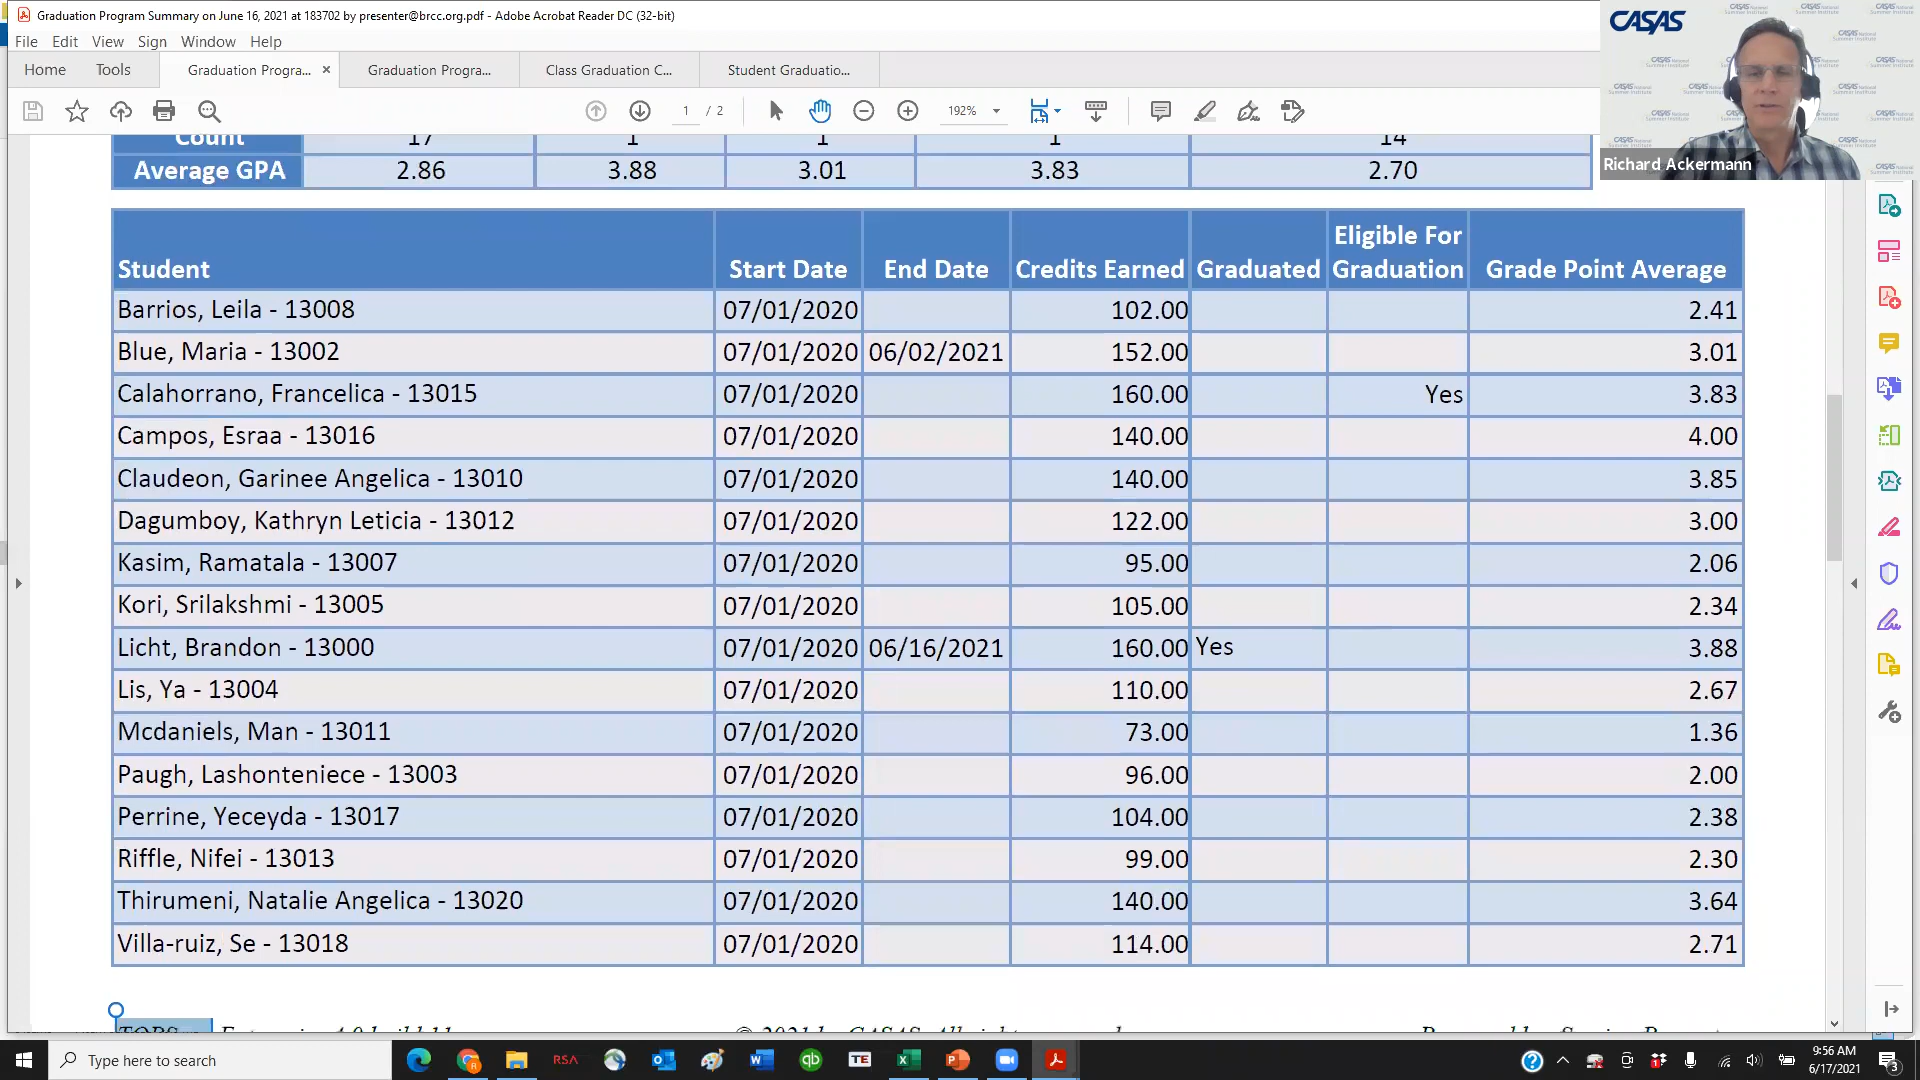 Graduation Program Summary on June 16, 2021 at 183702 by presenter@brcc.org.pdf - Adobe Acrobat Reader DC (32-bit)
File Edit View Sign Window Help
Home Tools Graduation Progra... × Graduation Progra... Class Graduation C... Student Graduatio...
1 / 2 192%
CASAS
Richard Ackermann
Count 17 1 1 1 14
Average GPA 2.86 3.88 3.01 3.83 2.70
Student Start Date End Date Credits Earned Graduated Eligible For Graduation Grade Point Average
Barrios, Leila - 13008 07/01/2020 102.00 2.41
Blue, Maria - 13002 07/01/2020 06/02/2021 152.00 3.01
Calahorrano, Francelica - 13015 07/01/2020 160.00 Yes 3.83
Campos, Esraa - 13016 07/01/2020 140.00 4.00
Claudeon, Garinee Angelica - 13010 07/01/2020 140.00 3.85
Dagumboy, Kathryn Leticia - 13012 07/01/2020 122.00 3.00
Kasim, Ramatala - 13007 07/01/2020 95.00 2.06
Kori, Srilakshmi - 13005 07/01/2020 105.00 2.34
Licht, Brandon - 13000 07/01/2020 06/16/2021 160.00 Yes 3.88
Lis, Ya - 13004 07/01/2020 110.00 2.67
Mcdaniels, Man - 13011 07/01/2020 73.00 1.36
Paugh, Lashonteniece - 13003 07/01/2020 96.00 2.00
Perrine, Yeceyda - 13017 07/01/2020 104.00 2.38
Riffle, Nifei - 13013 07/01/2020 99.00 2.30
Thirumeni, Natalie Angelica - 13020 07/01/2020 140.00 3.64
Villa-ruiz, Se - 13018 07/01/2020 114.00 2.71
Type here to search
RSA
TE
9:56 AM
6/17/2021
3